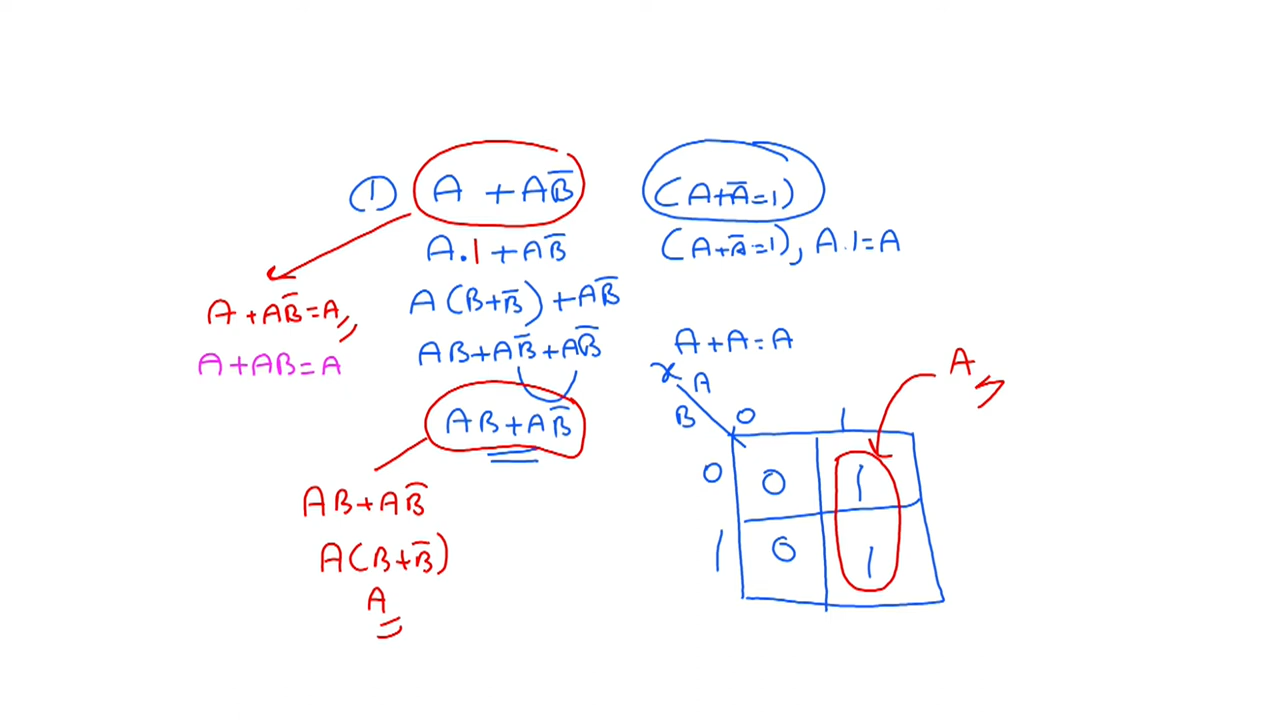 ① A + AB̅ (A+A̅=1)
A.1 + AB̅ (A+A̅=1), A.1=A
A(B+B̅) + AB̅
A + AB̅ = A
AB + AB̅ + AB̅ A + A = A
A + AB = A
AB + AB̅
x A
B 0 1
A
0 0 1
1 0 1
AB + AB̅
A(B+B̅)
A